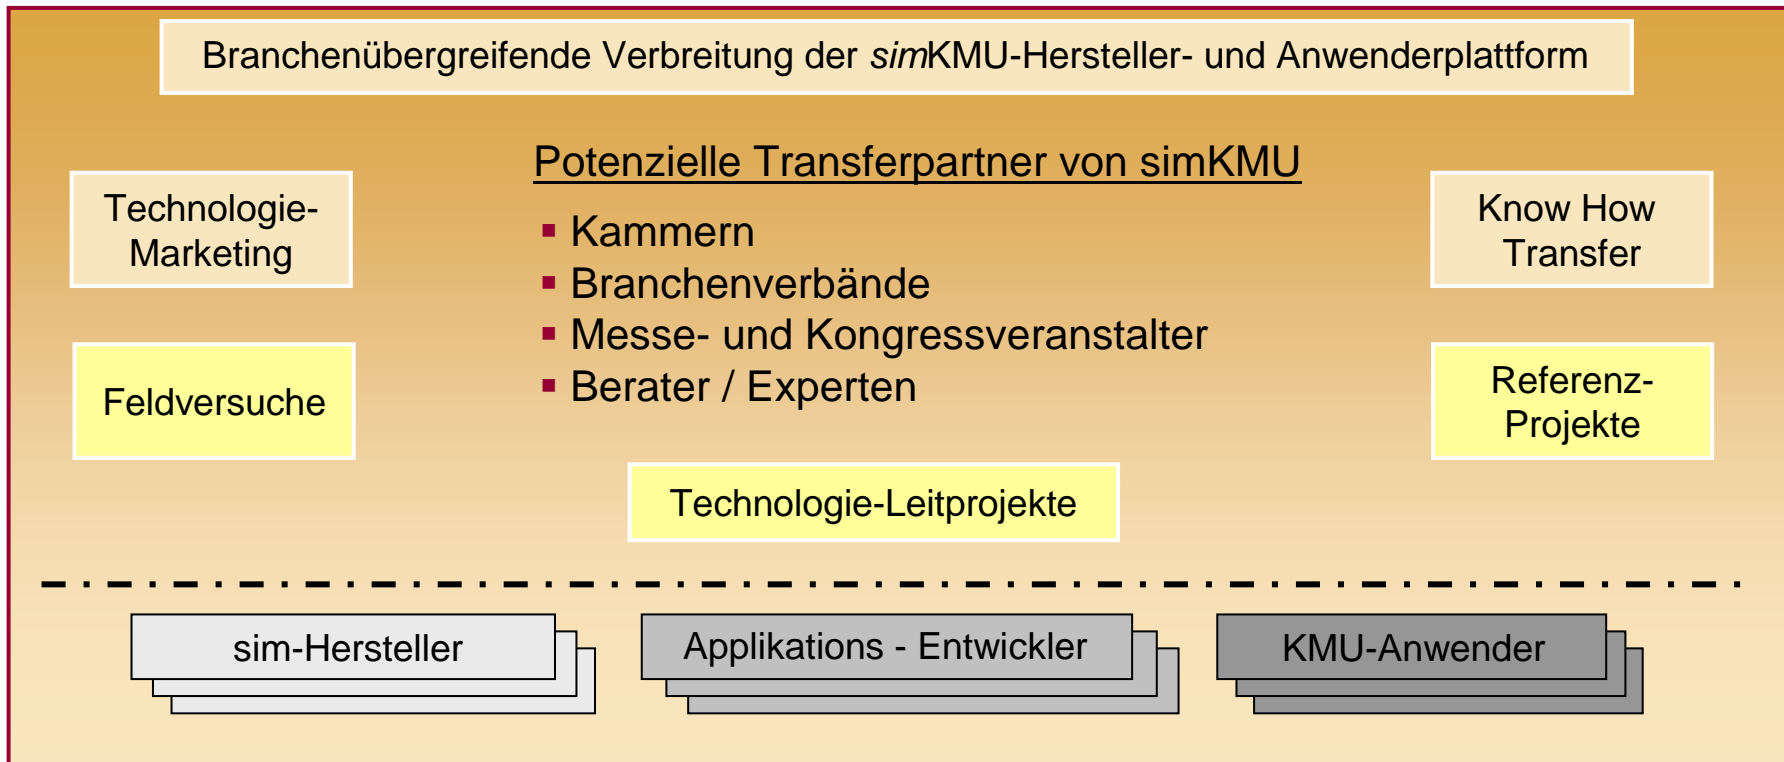 Branchenübergreifende Verbreitung der simKMU-Hersteller- und Anwenderplattform
Potenzielle Transferpartner von simKMU
Technologie-
Marketing
▪ Kammern
▪ Branchenverbände
▪ Messe- und Kongressveranstalter
▪ Berater / Experten
Know How
Transfer
Feldversuche
Referenz-
Projekte
Technologie-Leitprojekte
sim-Hersteller
Applikations - Entwickler
KMU-Anwender